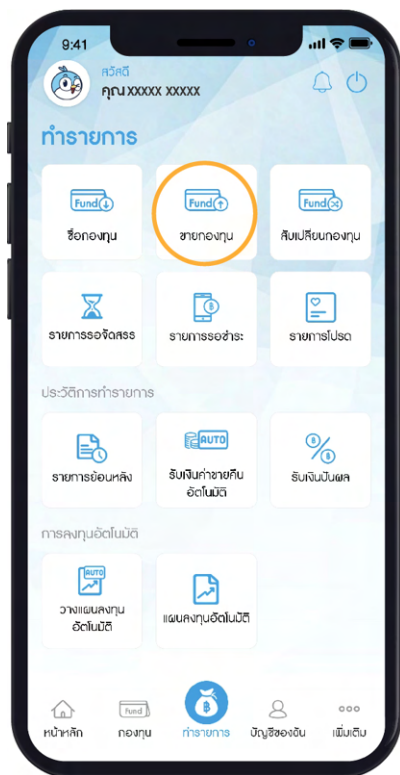 9:41
สวัสดี
คุณ xxxxx xxxxx
ทำรายการ
Fund
Fund
Fund
ซื้อกองทุน
ขายกองทุน
สับเปลี่ยนกองทุน
รายการรอจัดสรร
รายการรอชำระ
รายการโปรด
ประวัติการทำรายการ
AUTO
รายการย้อนหลัง
รับเงินค่าขายคืน
อัตโนมัติ
รับเงินปันผล
การลงทุนอัตโนมัติ
AUTO
วางแผนลงทุน
อัตโนมัติ
แผนลงทุนอัตโนมัติ
Fund
หน้าหลัก
กองทุน
ทำรายการ
บัญชีของฉัน
เพิ่มเติม